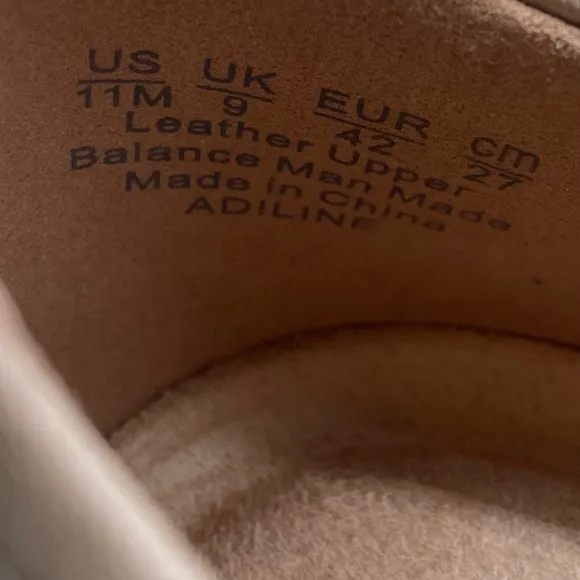 US UK EUR cm
11M 9 42 27
Leather Upper
Balance Man Made
Made in China
ADILINE